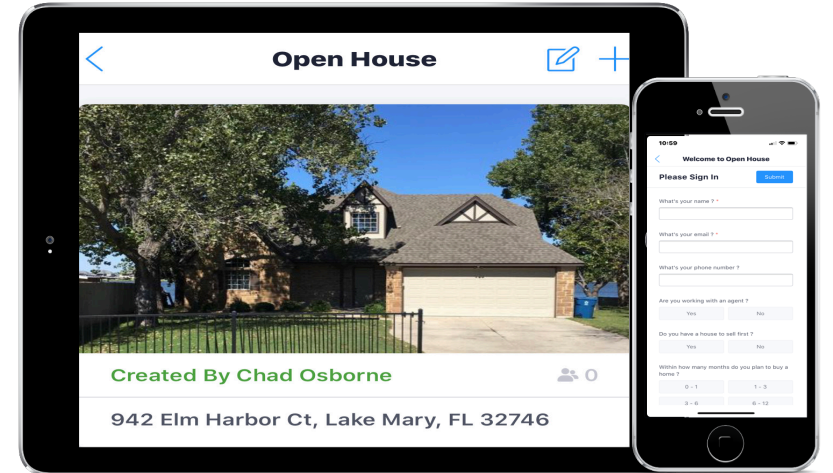 Open House
Created By Chad Osborne
0
942 Elm Harbor Ct, Lake Mary, FL 32746
10:59
Welcome to Open House
Please Sign In
Submit
What's your name ? *
What's your email ? *
What's your phone number ?
Are you working with an agent ?
Yes No
Do you have a house to sell first ?
Yes No
Within how many months do you plan to buy a
home ?
0 - 1 1 - 3
3 - 6 6 - 12